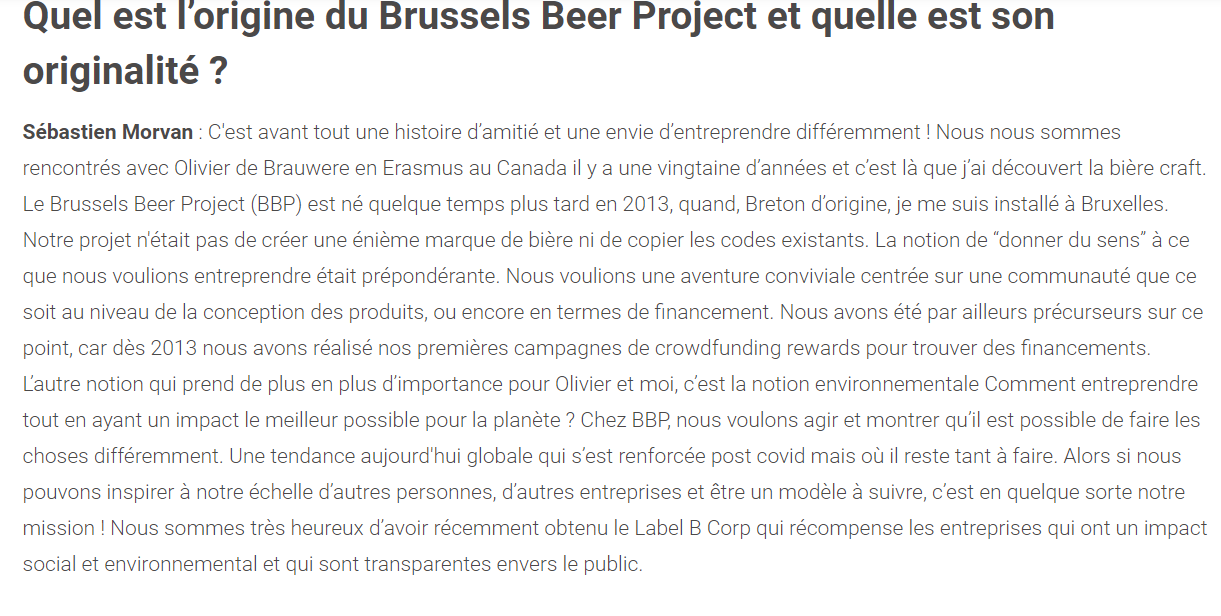 Quel est l’origine du Brussels Beer Project et quelle est son
originalité ?
Sébastien Morvan : C'est avant tout une histoire d’amitié et une envie d’entreprendre différemment ! Nous nous sommes
rencontrés avec Olivier de Brauwere en Erasmus au Canada il y a une vingtaine d’années et c’est là que j’ai découvert la bière craft.
Le Brussels Beer Project (BBP) est né quelque temps plus tard en 2013, quand, Breton d’origine, je me suis installé à Bruxelles.
Notre projet n'était pas de créer une énième marque de bière ni de copier les codes existants. La notion de “donner du sens” à ce
que nous voulions entreprendre était prépondérante. Nous voulions une aventure conviviale centrée sur une communauté que ce
soit au niveau de la conception des produits, ou encore en termes de financement. Nous avons été par ailleurs précurseurs sur ce
point, car dès 2013 nous avons réalisé nos premières campagnes de crowdfunding rewards pour trouver des financements.
L’autre notion qui prend de plus en plus d’importance pour Olivier et moi, c’est la notion environnementale Comment entreprendre
tout en ayant un impact le meilleur possible pour la planète ? Chez BBP, nous voulons agir et montrer qu’il est possible de faire les
choses différemment. Une tendance aujourd'hui globale qui s’est renforcée post covid mais où il reste tant à faire. Alors si nous
pouvons inspirer à notre échelle d’autres personnes, d’autres entreprises et être un modèle à suivre, c’est en quelque sorte notre
mission ! Nous sommes très heureux d’avoir récemment obtenu le Label B Corp qui récompense les entreprises qui ont un impact
social et environnemental et qui sont transparentes envers le public.